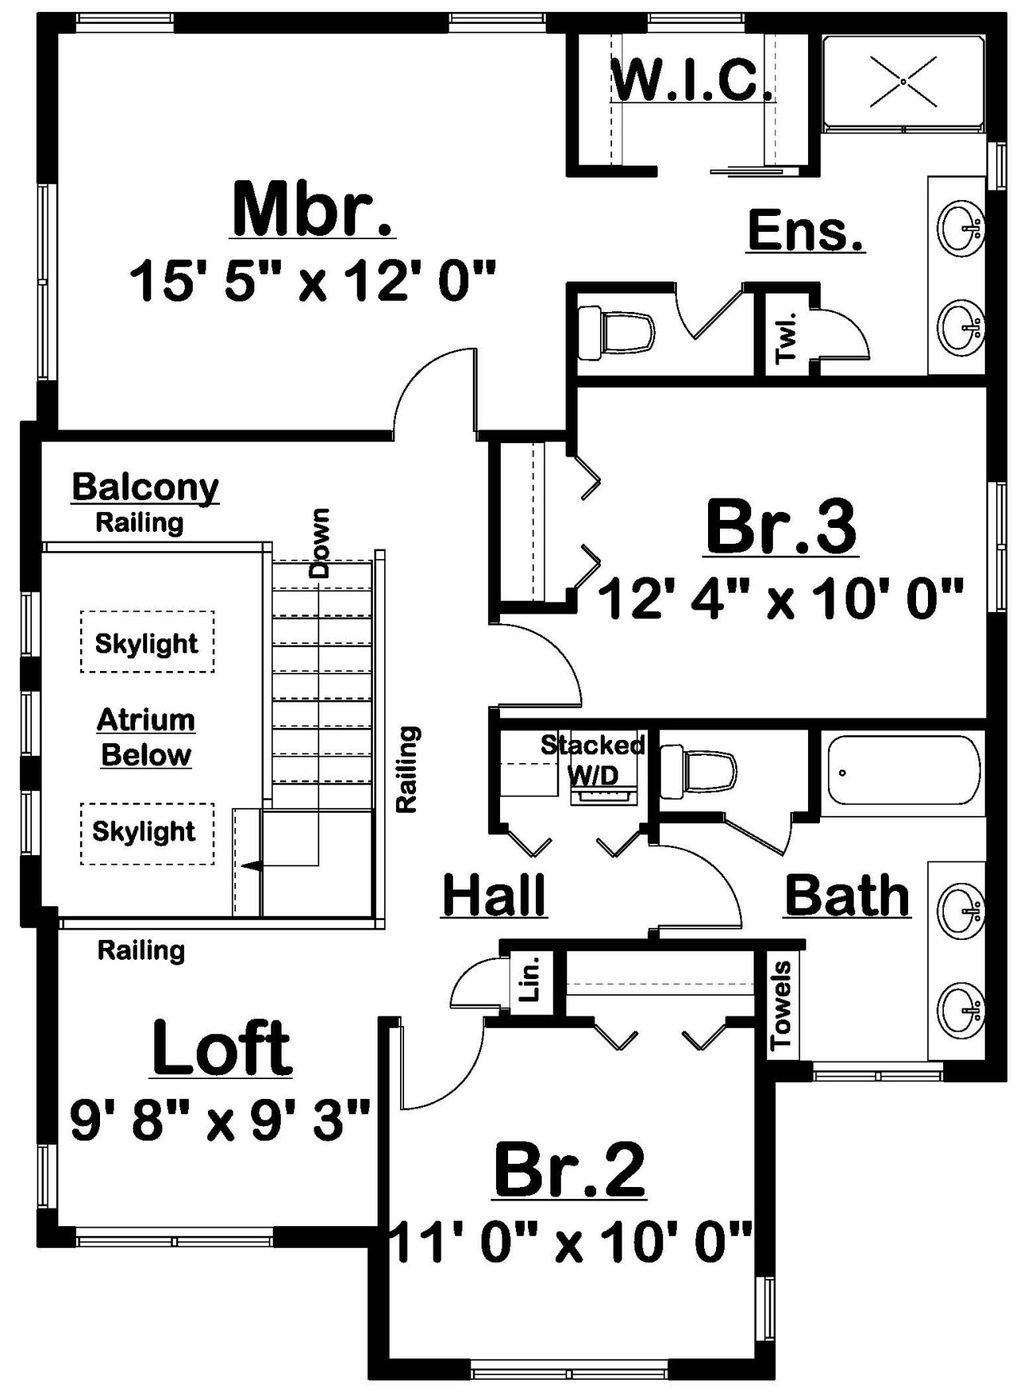 W.I.C.
Mbr.
15' 5" x 12' 0"
Ens.
Twl.
Balcony
Railing
Down
Br.3
12' 4" x 10' 0"
Skylight
Atrium
Below
Skylight
Railing
Stacked
W/D
Hall
Bath
Railing
Lin.
Towels
Loft
9' 8" x 9' 3"
Br.2
11' 0" x 10' 0"